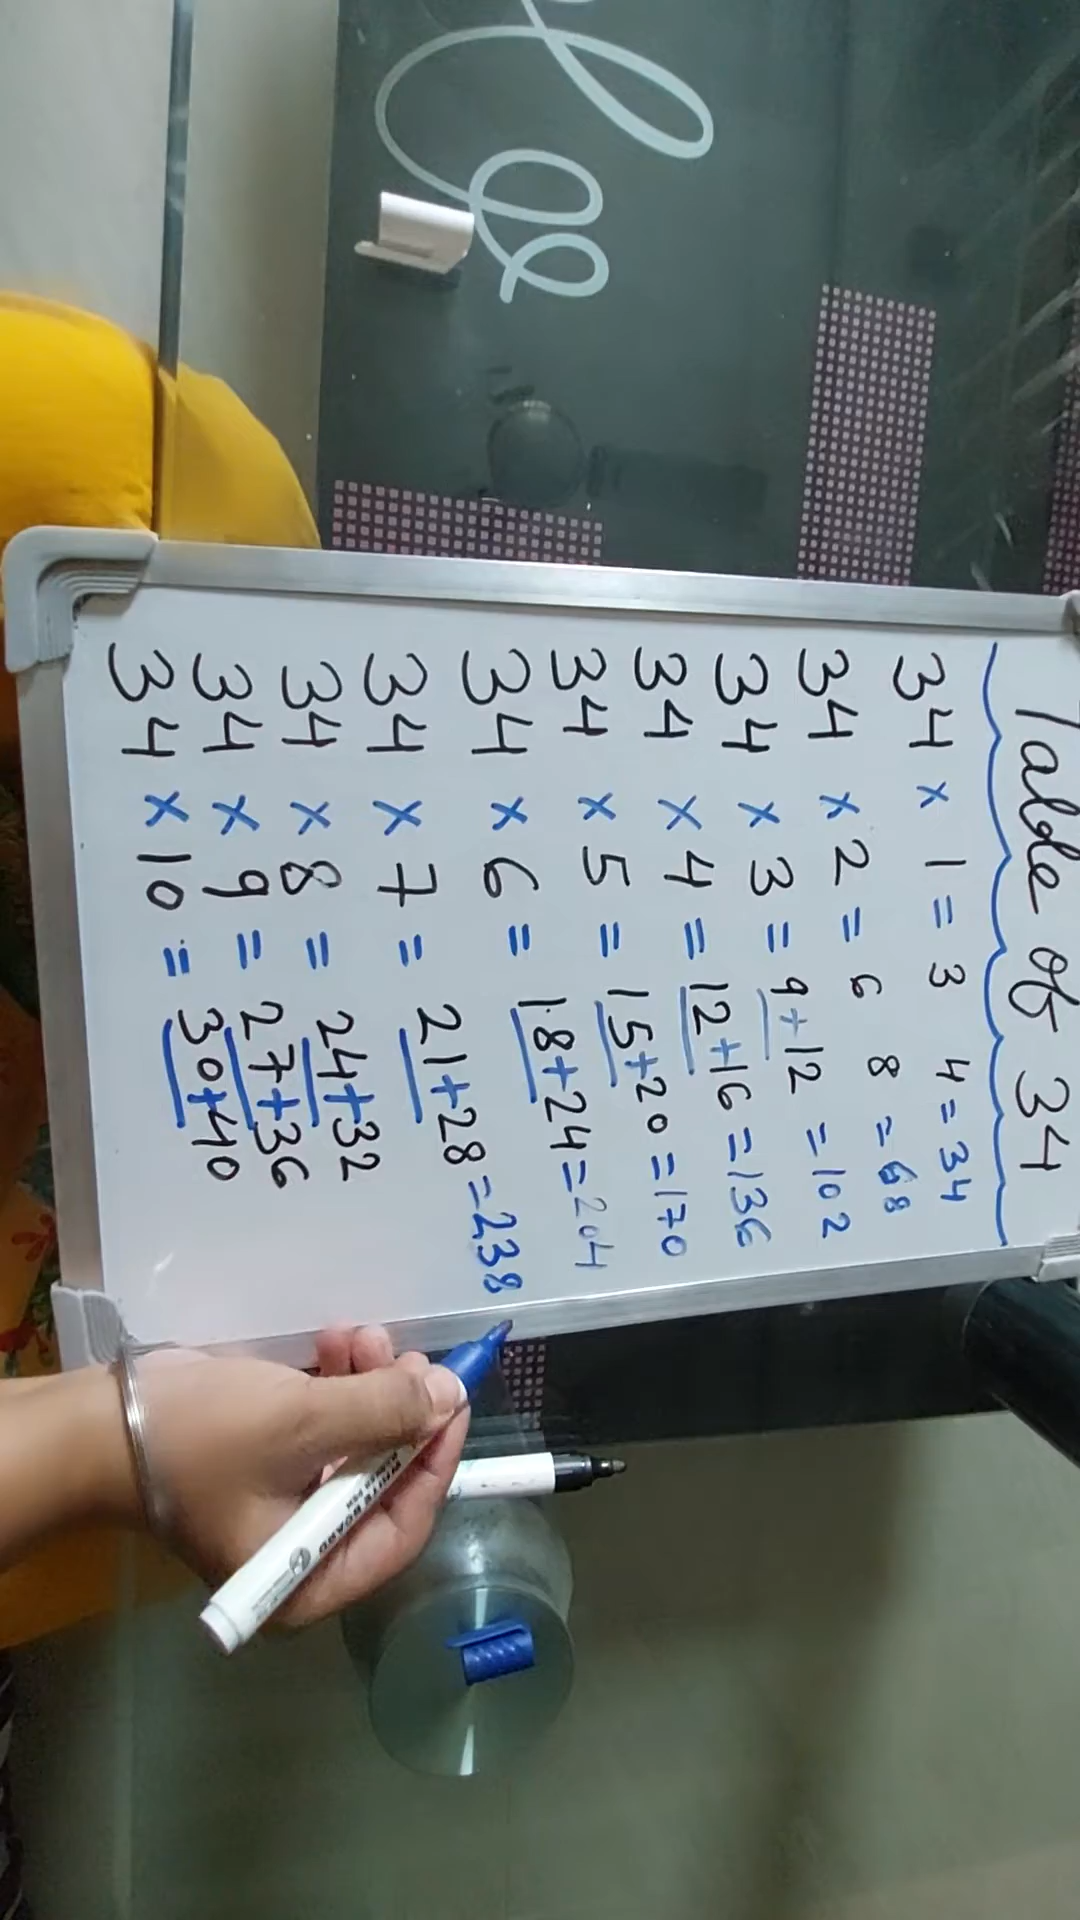 Table of 34
34 × 1 = 3 4 = 34
34 × 2 = 6 8 = 68
34 × 3 = 9+12 = 102
34 × 4 = 12+16 = 136
34 × 5 = 15+20 = 170
34 × 6 = 18+24 = 204
34 × 7 = 21+28 = 238
34 × 8 = 24+32
34 × 9 = 27+36
34 × 10 = 30+40
WHITE BOARD